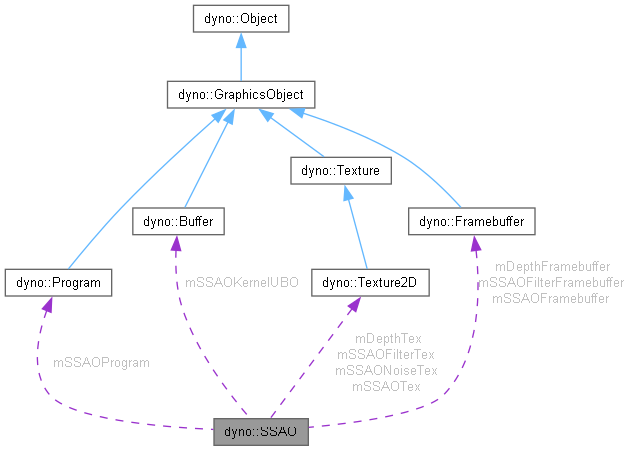 dyno::Object
dyno::GraphicsObject
dyno::Texture
dyno::Buffer
dyno::Framebuffer
dyno::Program
mSSAOKernelUBO
dyno::Texture2D
mDepthFramebuffer
mSSAOFilterFramebuffer
mSSAOFramebuffer
mSSAOProgram
mDepthTex
mSSAOFilterTex
mSSAONoiseTex
mSSAOTex
dyno::SSAO